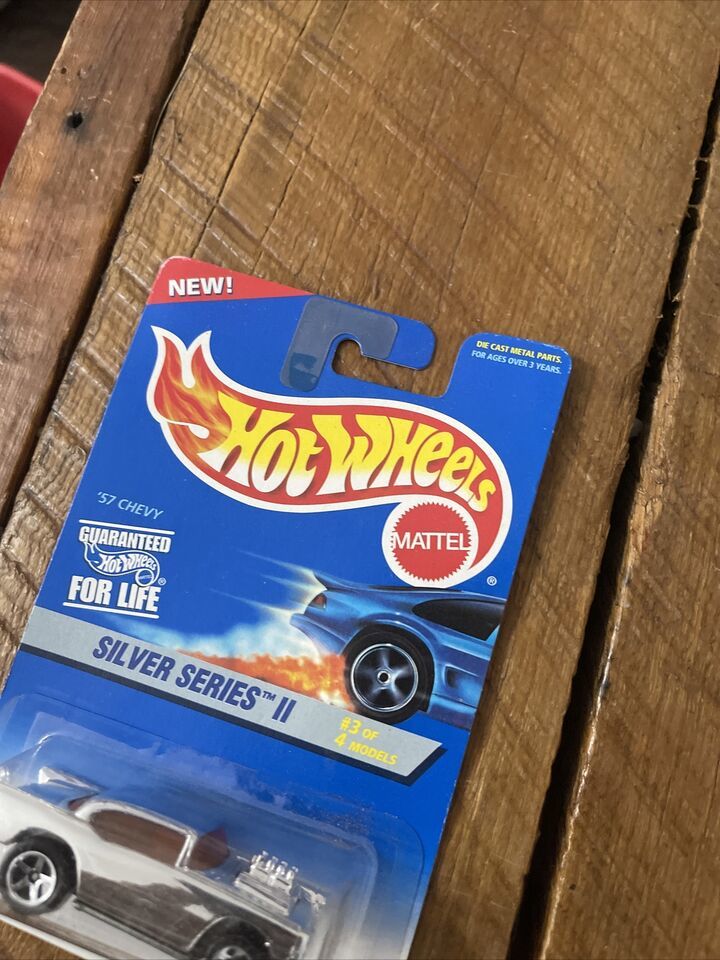 NEW!
DIE CAST METAL PARTS.
FOR AGES OVER 3 YEARS.
HOT WHEELS
MATTEL
®
'57 CHEVY
GUARANTEED
HOT WHEELS
®
FOR LIFE
SILVER SERIES™ II
#3 OF
4 MODELS